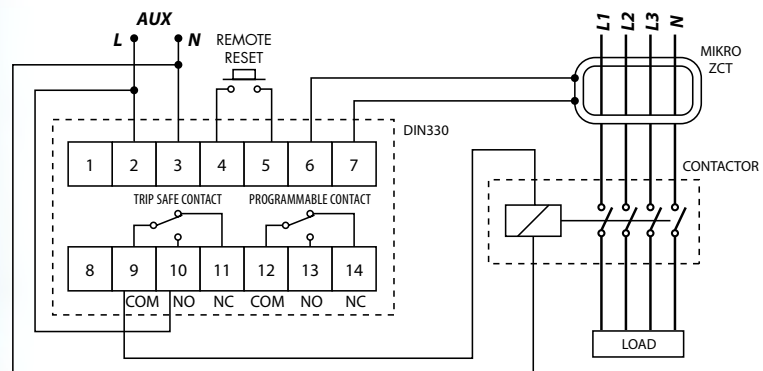 AUX
L N
REMOTE
RESET
L1 L2 L3 N
MIKRO
ZCT
DIN330
1 2 3 4 5 6 7
CONTACTOR
TRIP SAFE CONTACT PROGRAMMABLE CONTACT
8 9 10 11 12 13 14
COM NO NC COM NO NC
LOAD